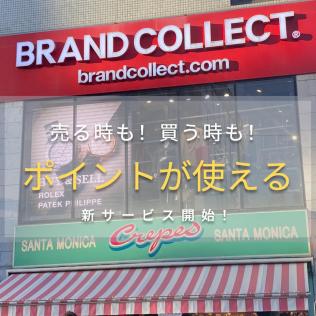 BRAND COLLECT®
brandcollect.com
売る時も！買う時も！
ポイントが使える
& SELL
ROLEX
PATEK PHILIPPE
新サービス開始！
SANTA MONICA Crepes SANTA MONICA